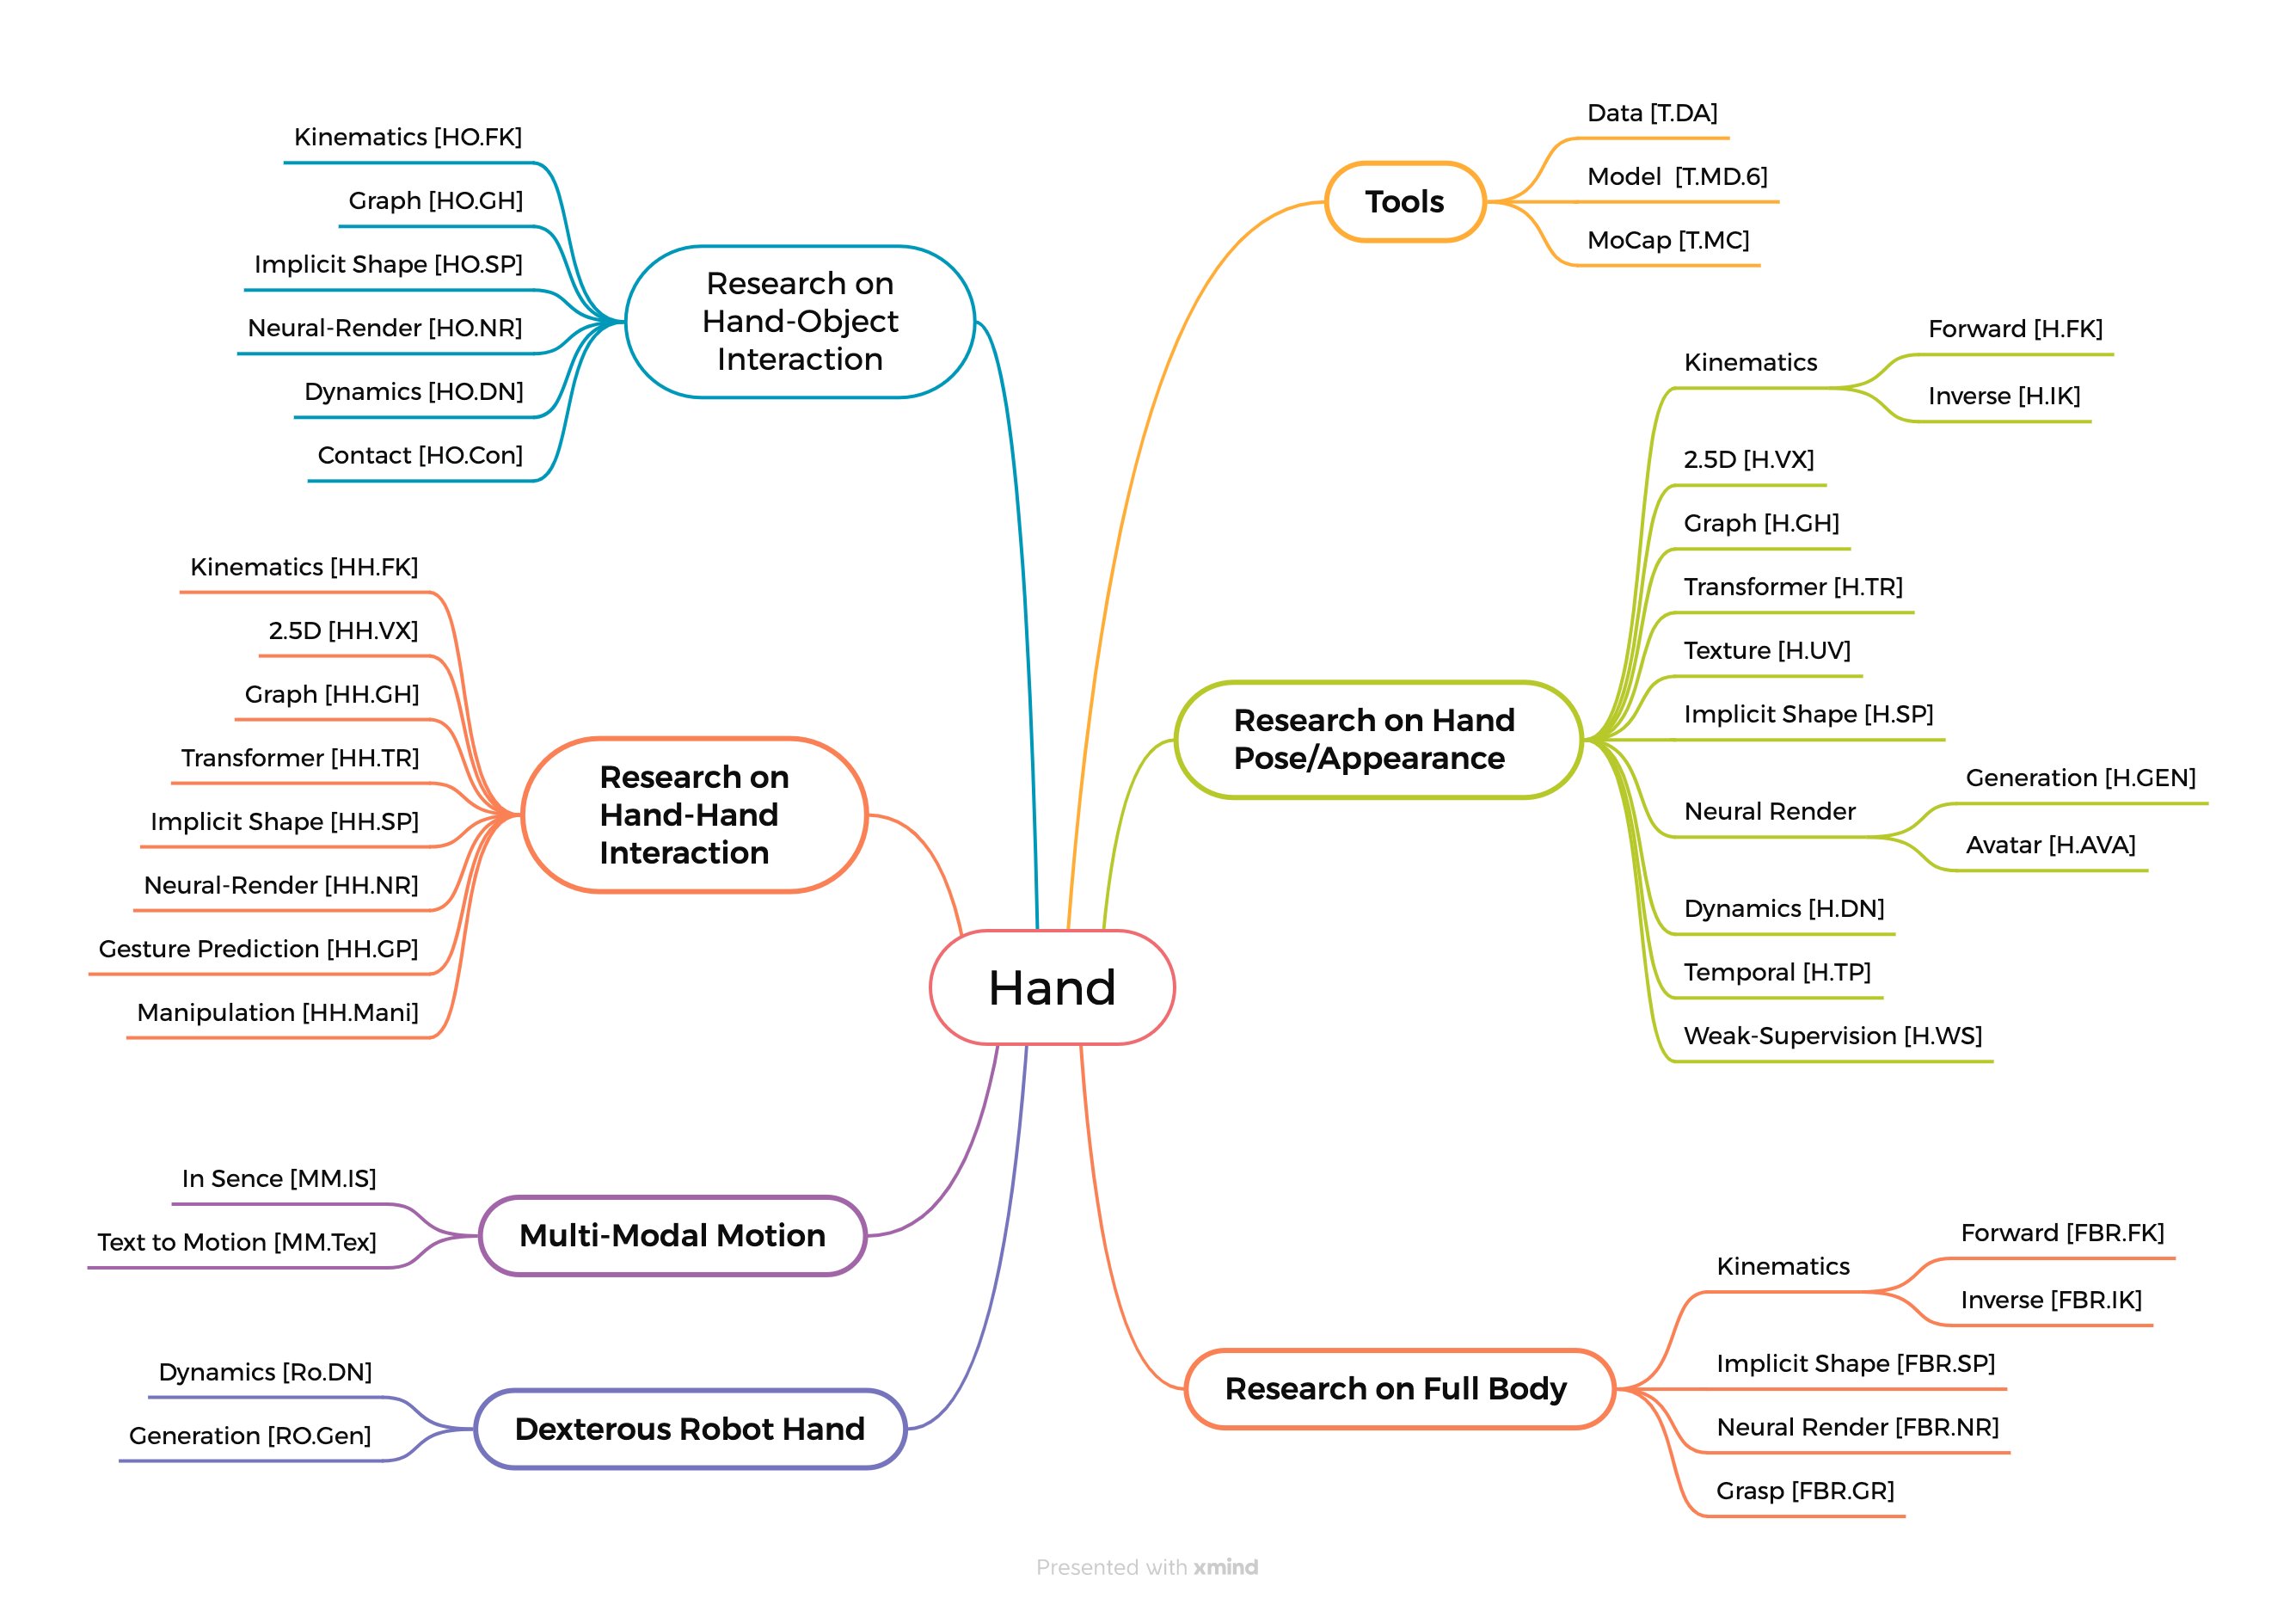 Kinematics [HO.FK]
Graph [HO.GH]
Implicit Shape [HO.SP]
Neural-Render [HO.NR]
Dynamics [HO.DN]
Contact [HO.Con]
Research on
Hand-Object
Interaction
Kinematics [HH.FK]
2.5D [HH.VX]
Graph [HH.GH]
Transformer [HH.TR]
Implicit Shape [HH.SP]
Neural-Render [HH.NR]
Gesture Prediction [HH.GP]
Manipulation [HH.Mani]
Research on
Hand-Hand
Interaction
In Sence [MM.IS]
Text to Motion [MM.Tex]
Multi-Modal Motion
Dynamics [Ro.DN]
Generation [RO.Gen]
Dexterous Robot Hand
Hand
Tools
Data [T.DA]
Model  [T.MD.6]
MoCap [T.MC]
Research on Hand
Pose/Appearance
Kinematics
Forward [H.FK]
Inverse [H.IK]
2.5D [H.VX]
Graph [H.GH]
Transformer [H.TR]
Texture [H.UV]
Implicit Shape [H.SP]
Neural Render
Generation [H.GEN]
Avatar [H.AVA]
Dynamics [H.DN]
Temporal [H.TP]
Weak-Supervision [H.WS]
Research on Full Body
Kinematics
Forward [FBR.FK]
Inverse [FBR.IK]
Implicit Shape [FBR.SP]
Neural Render [FBR.NR]
Grasp [FBR.GR]
Presented with xmind